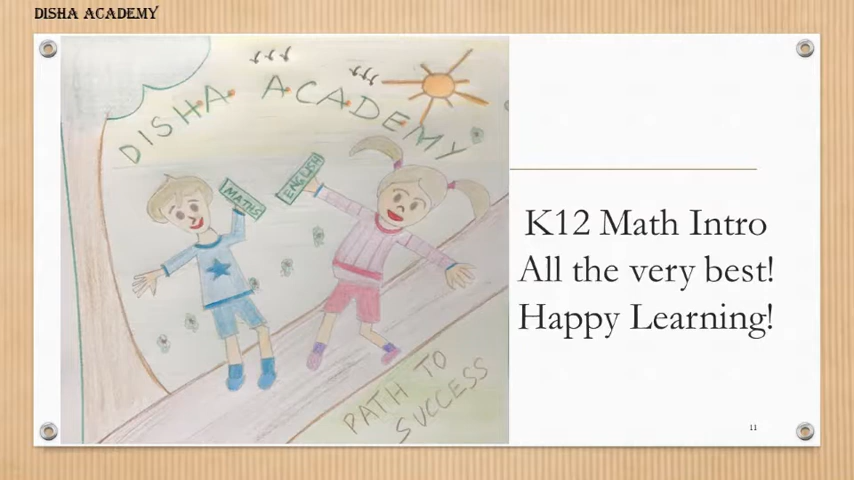 DISHA ACADEMY
DISHA ACADEMY
MATHS
ENGLISH
PATH TO
SUCCESS
K12 Math Intro
All the very best!
Happy Learning!
11